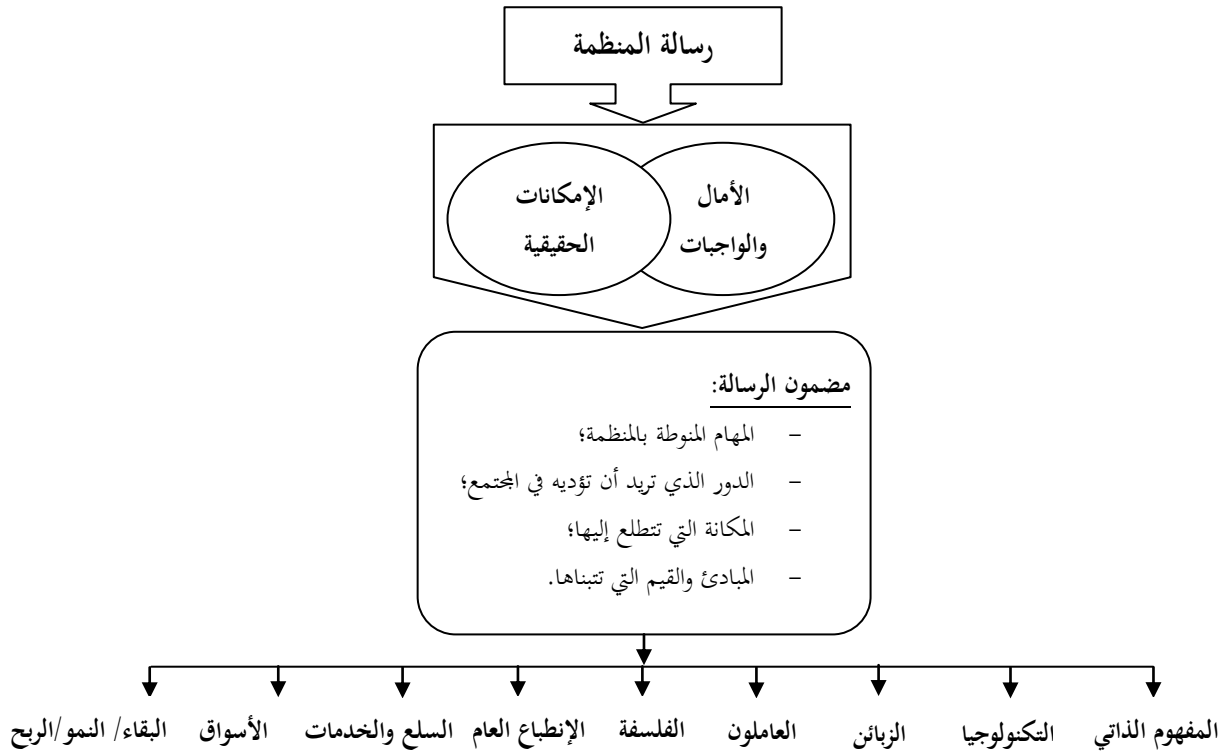 رسالة المنظمة
الأمال
والواجبات
الإمكانات
الحقيقية
مضمون الرسالة:
– المهام المنوطة بالمنظمة؛
– الدور الذي تريد أن تؤديه في المجتمع؛
– المكانة التي تتطلع إليها؛
– المبادئ والقيم التي تتبناها.
المفهوم الذاتي
التكنولوجيا
الزبائن
العاملون
الفلسفة
الإنطباع العام
السلع والخدمات
الأسواق
البقاء/ النمو/الربح